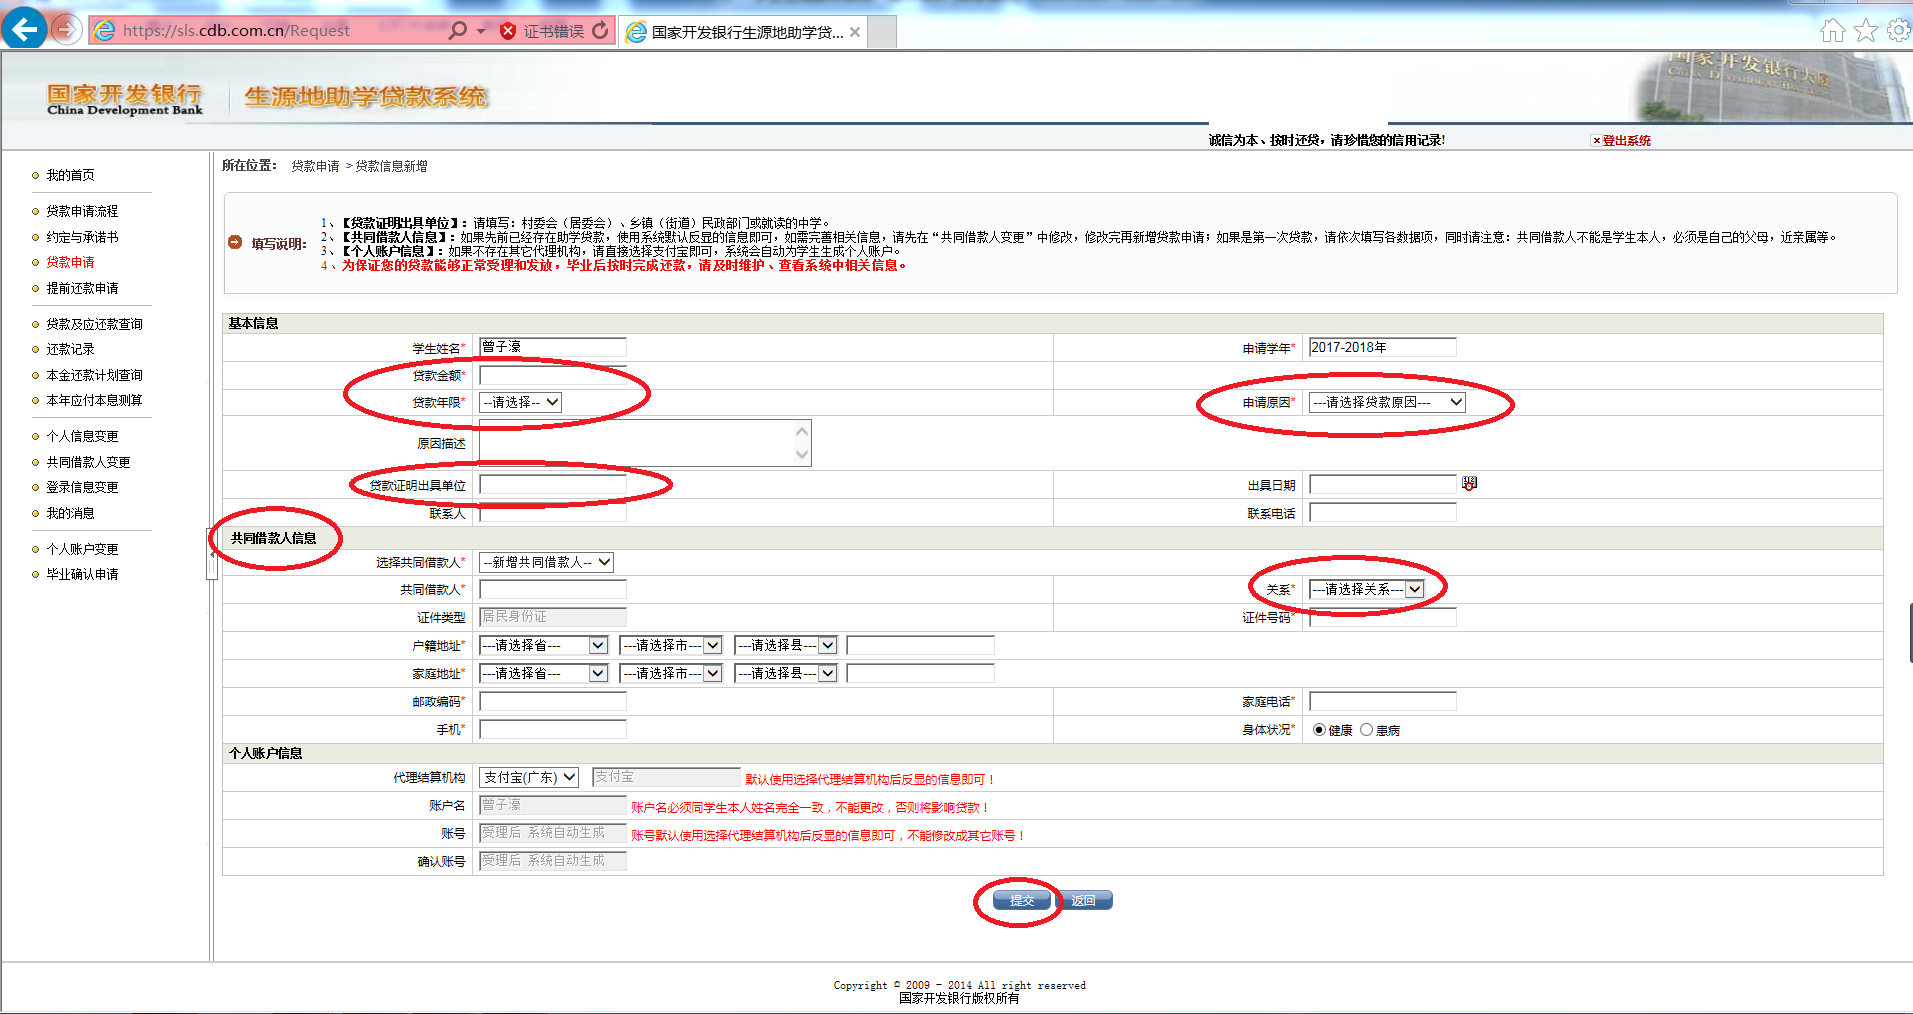 https://sls.cdb.com.cn/Request
证书错误
国家开发银行生源地助学贷...
国家开发银行
China Development Bank
生源地助学贷款系统
国家开发银行大厦
诚信为本、按时还贷，请珍惜您的信用记录!
登出系统
我的首页
贷款申请流程
约定与承诺书
贷款申请
提前还款申请
贷款及应还款查询
还款记录
本金还款计划查询
本年应付本息测算
个人信息变更
共同借款人变更
登录信息变更
我的消息
个人账户变更
毕业确认申请
所在位置： 贷款申请 >贷款信息新增
填写说明：
1、【贷款证明出具单位】：请填写：村委会（居委会）、乡镇（街道）民政部门或就读的中学。
2、【共同借款人信息】：如果先前已经存在助学贷款，使用系统默认反显的信息即可，如需完善相关信息，请先在“共同借款人变更”中修改，修改完再新增贷款申请；如果是第一次贷款，请依次填写各数据项，同时请注意：共同借款人不能是学生本人，必须是自己的父母，近亲属等。
3、【个人账户信息】：如果不存在其它代理机构，请直接选择支付宝即可，系统会自动为学生生成个人账户。
4、为保证您的贷款能够正常受理和发放，毕业后按时完成还款，请及时维护、查看系统中相关信息。
基本信息
学生姓名* 曾子濠 申请学年* 2017-2018年
贷款金额*
贷款年限* --请选择-- 申请原因* ---请选择贷款原因---
原因描述
贷款证明出具单位 出具日期
联系人 联系电话
共同借款人信息
选择共同借款人* --新增共同借款人--
共同借款人* 关系* ---请选择关系---
证件类型 居民身份证 证件号码*
户籍地址* ---请选择省--- ---请选择市--- ---请选择县---
家庭地址* ---请选择省--- ---请选择市--- ---请选择县---
邮政编码* 家庭电话*
手机* 身体状况* 健康 患病
个人账户信息
代理结算机构 支付宝(广东) 支付宝 默认使用选择代理结算机构后反显的信息即可！
账户名 曾子濠 账户名必须同学生本人姓名完全一致，不能更改，否则将影响贷款！
账号 受理后 系统自动生成 账号默认使用选择代理结算机构后反显的信息即可，不能修改成其它账号！
确认账号 受理后 系统自动生成
提交 返回
Copyright © 2009 - 2014 All right reserved
国家开发银行版权所有